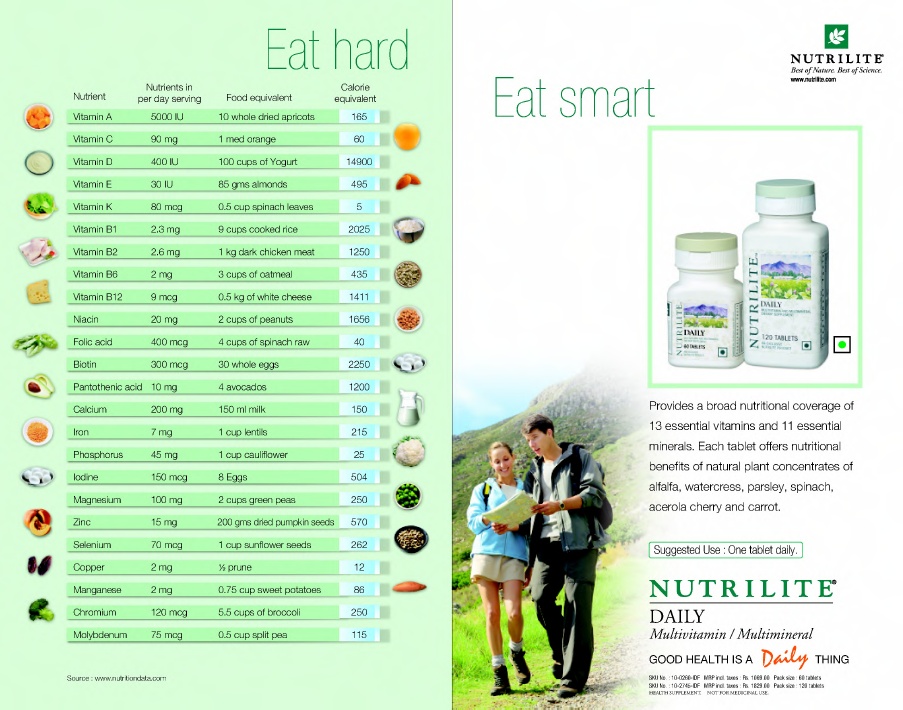 Eat hard
Nutrient Nutrients in per day serving Food equivalent Calorie equivalent
Vitamin A 5000 IU 10 whole dried apricots 165
Vitamin C 90 mg 1 med orange 60
Vitamin D 400 IU 100 cups of Yogurt 14900
Vitamin E 30 IU 85 gms almonds 495
Vitamin K 80 mcg 0.5 cup spinach leaves 5
Vitamin B1 2.3 mg 9 cups cooked rice 2025
Vitamin B2 2.6 mg 1 kg dark chicken meat 1250
Vitamin B6 2 mg 3 cups of oatmeal 435
Vitamin B12 9 mcg 0.5 kg of white cheese 1411
Niacin 20 mg 2 cups of peanuts 1656
Folic acid 400 mcg 4 cups of spinach raw 40
Biotin 300 mcg 30 whole eggs 2250
Pantothenic acid 10 mg 4 avocados 1200
Calcium 200 mg 150 ml milk 150
Iron 7 mg 1 cup lentils 215
Phosphorus 45 mg 1 cup cauliflower 25
Iodine 150 mcg 8 Eggs 504
Magnesium 100 mg 2 cups green peas 250
Zinc 15 mg 200 gms dried pumpkin seeds 570
Selenium 70 mcg 1 cup sunflower seeds 262
Copper 2 mg ½ prune 12
Manganese 2 mg 0.75 cup sweet potatoes 86
Chromium 120 mcg 5.5 cups of broccoli 250
Molybdenum 75 mcg 0.5 cup split pea 115
Source : www.nutritiondata.com
NUTRILITE®
Best of Nature. Best of Science.
www.nutrilite.com
Eat smart
NUTRILITE
DAILY
60 TABLETS
NUTRILITE
DAILY
120 TABLETS
Provides a broad nutritional coverage of
13 essential vitamins and 11 essential
minerals. Each tablet offers nutritional
benefits of natural plant concentrates of
alfalfa, watercress, parsley, spinach,
acerola cherry and carrot.
Suggested Use : One tablet daily.
NUTRILITE®
DAILY
Multivitamin / Multimineral
GOOD HEALTH IS A Daily THING
SKU No. : 10-0260-IDF MRP incl. taxes : Rs. 1069.00 Pack size : 60 tablets
SKU No. : 10-2745-IDF MRP incl. taxes : Rs. 1829.00 Pack size : 120 tablets
HEALTH SUPPLEMENT. NOT FOR MEDICINAL USE.